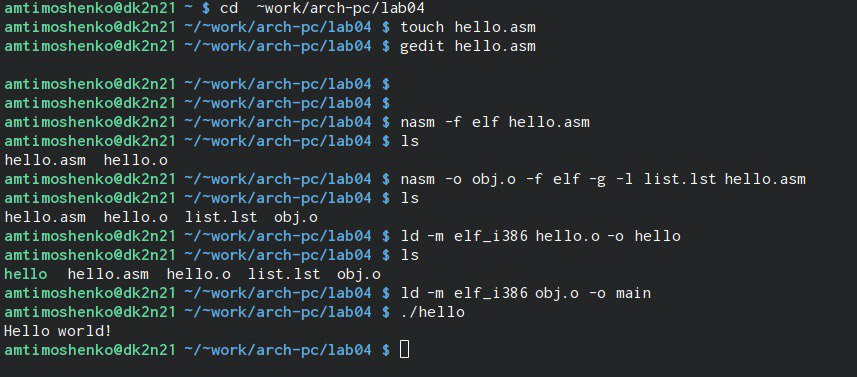 amtimoshenko@dk2n21 ~ $ cd  ~work/arch-pc/lab04
amtimoshenko@dk2n21 ~/~work/arch-pc/lab04 $ touch hello.asm
amtimoshenko@dk2n21 ~/~work/arch-pc/lab04 $ gedit hello.asm
amtimoshenko@dk2n21 ~/~work/arch-pc/lab04 $
amtimoshenko@dk2n21 ~/~work/arch-pc/lab04 $
amtimoshenko@dk2n21 ~/~work/arch-pc/lab04 $ nasm -f elf hello.asm
amtimoshenko@dk2n21 ~/~work/arch-pc/lab04 $ ls
hello.asm  hello.o
amtimoshenko@dk2n21 ~/~work/arch-pc/lab04 $ nasm -o obj.o -f elf -g -l list.lst hello.asm
amtimoshenko@dk2n21 ~/~work/arch-pc/lab04 $ ls
hello.asm  hello.o  list.lst  obj.o
amtimoshenko@dk2n21 ~/~work/arch-pc/lab04 $ ld -m elf_i386 hello.o -o hello
amtimoshenko@dk2n21 ~/~work/arch-pc/lab04 $ ls
hello  hello.asm  hello.o  list.lst  obj.o
amtimoshenko@dk2n21 ~/~work/arch-pc/lab04 $ ld -m elf_i386 obj.o -o main
amtimoshenko@dk2n21 ~/~work/arch-pc/lab04 $ ./hello
Hello world!
amtimoshenko@dk2n21 ~/~work/arch-pc/lab04 $